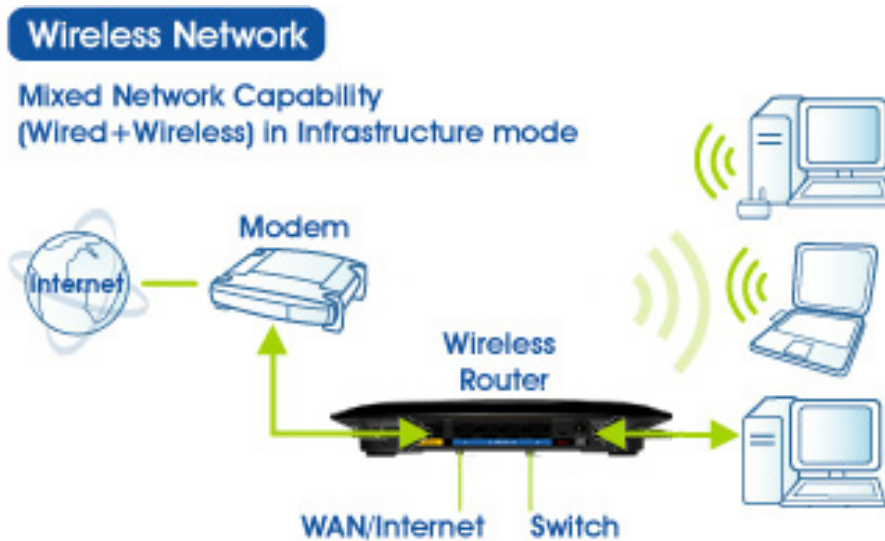 Wireless Network
Mixed Network Capability
(Wired+Wireless) in Infrastructure mode
Modem
Internet
Wireless
Router
WAN/Internet
Switch